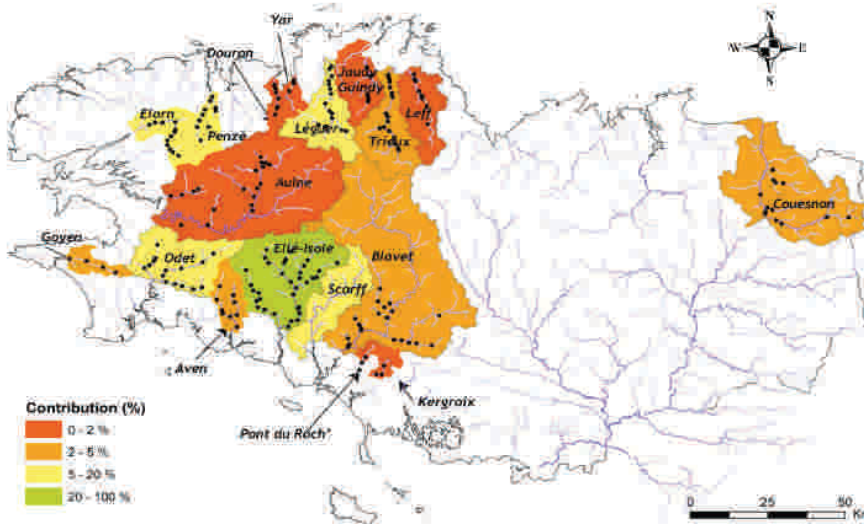 Yar
Douron
N
W E
N
Jaudy
Guindy
Elorn
Penzé
Léguer
Leff
Trieux
Aulne
Couesnon
Goyen
Odet
Ellé-Isole
Blavet
Scorff
Aven
Kergroix
Pont du Roch'
Contribution (%)
0 - 2 %
2 - 5 %
5 - 20 %
20 - 100 %
0 25 50